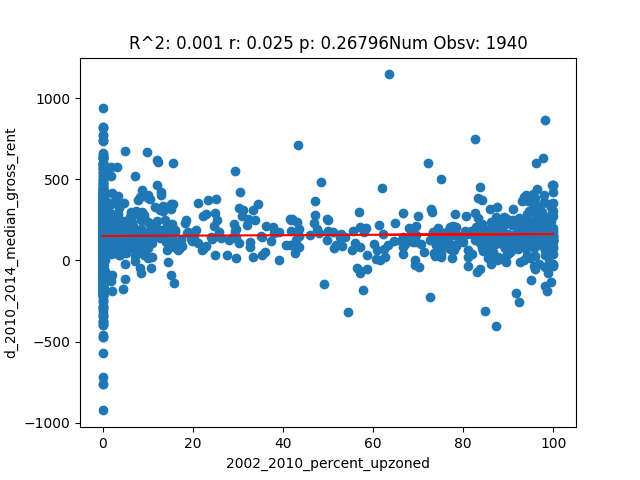 R^2: 0.001 r: 0.025 p: 0.26796Num Obsv: 1940
1000
500
0
−500
−1000
d_2010_2014_median_gross_rent
0 20 40 60 80 100
2002_2010_percent_upzoned